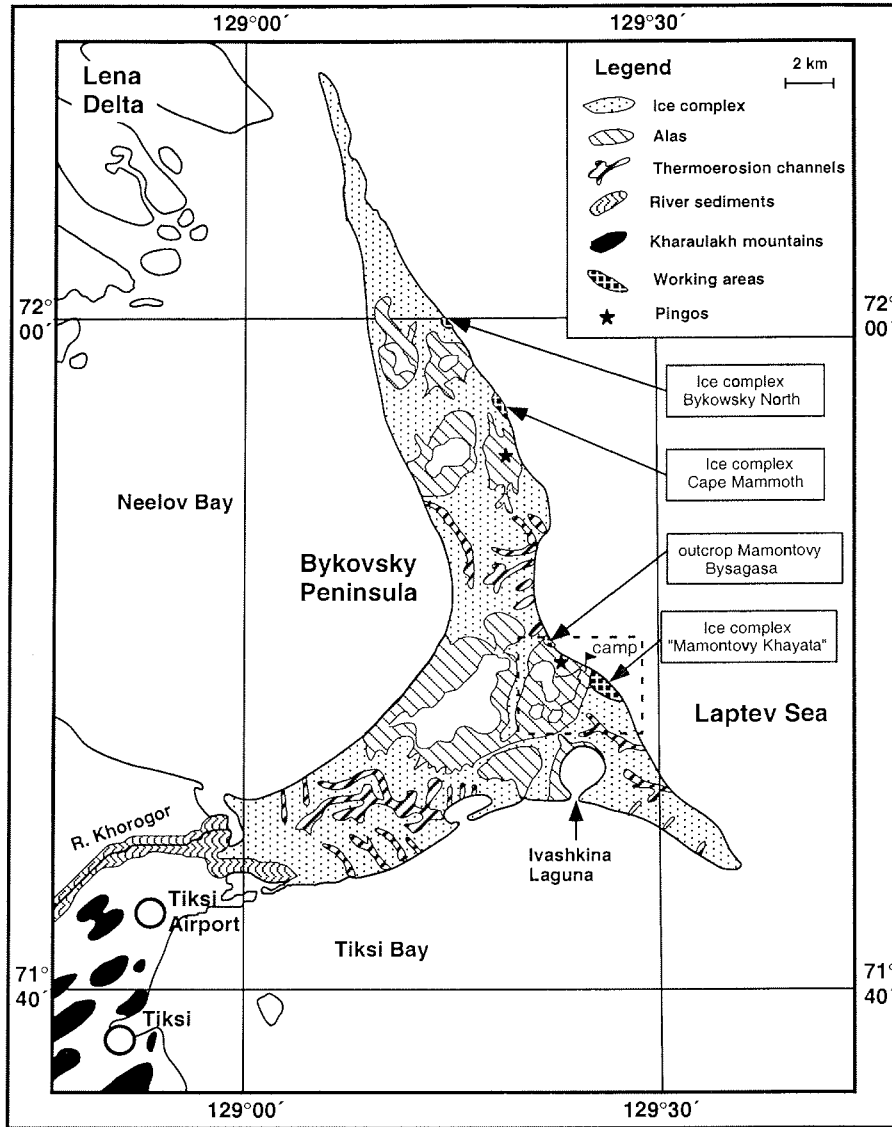 129°00´
129°30´
Lena
Delta
Legend
2 km
Ice complex
Alas
Thermoerosion channels
River sediments
Kharaulakh mountains
Working areas
Pingos
72°
00´
72°
00´
Ice complex
Bykowsky North
Ice complex
Cape Mammoth
Neelov Bay
Bykovsky
Peninsula
outcrop Mamontovy
Bysagasa
camp
Ice complex
"Mamontovy Khayata"
Laptev Sea
R. Khorogor
Ivashkina
Laguna
Tiksi
Airport
Tiksi Bay
71°
40´
71°
40´
Tiksi
129°00´
129°30´